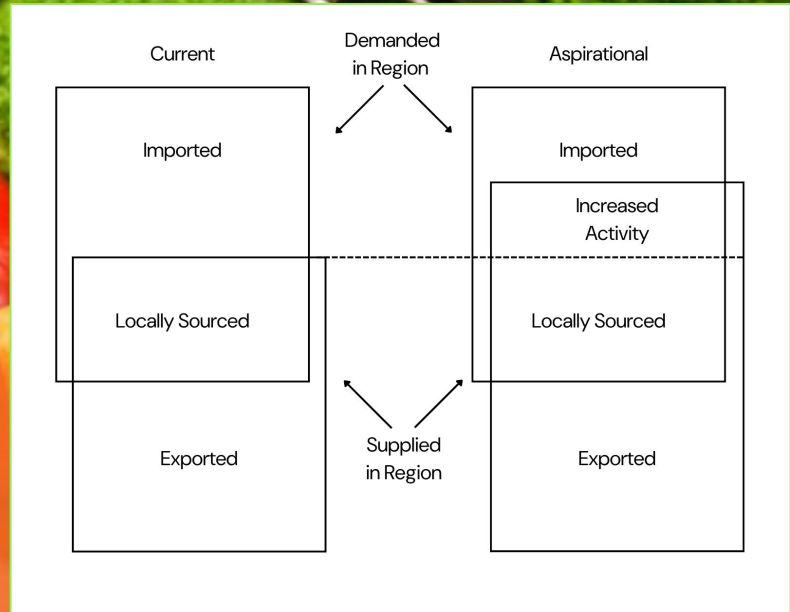 Current
Demanded
in Region
Aspirational
Imported
Imported
Increased
Activity
Locally Sourced
Locally Sourced
Supplied
in Region
Exported
Exported